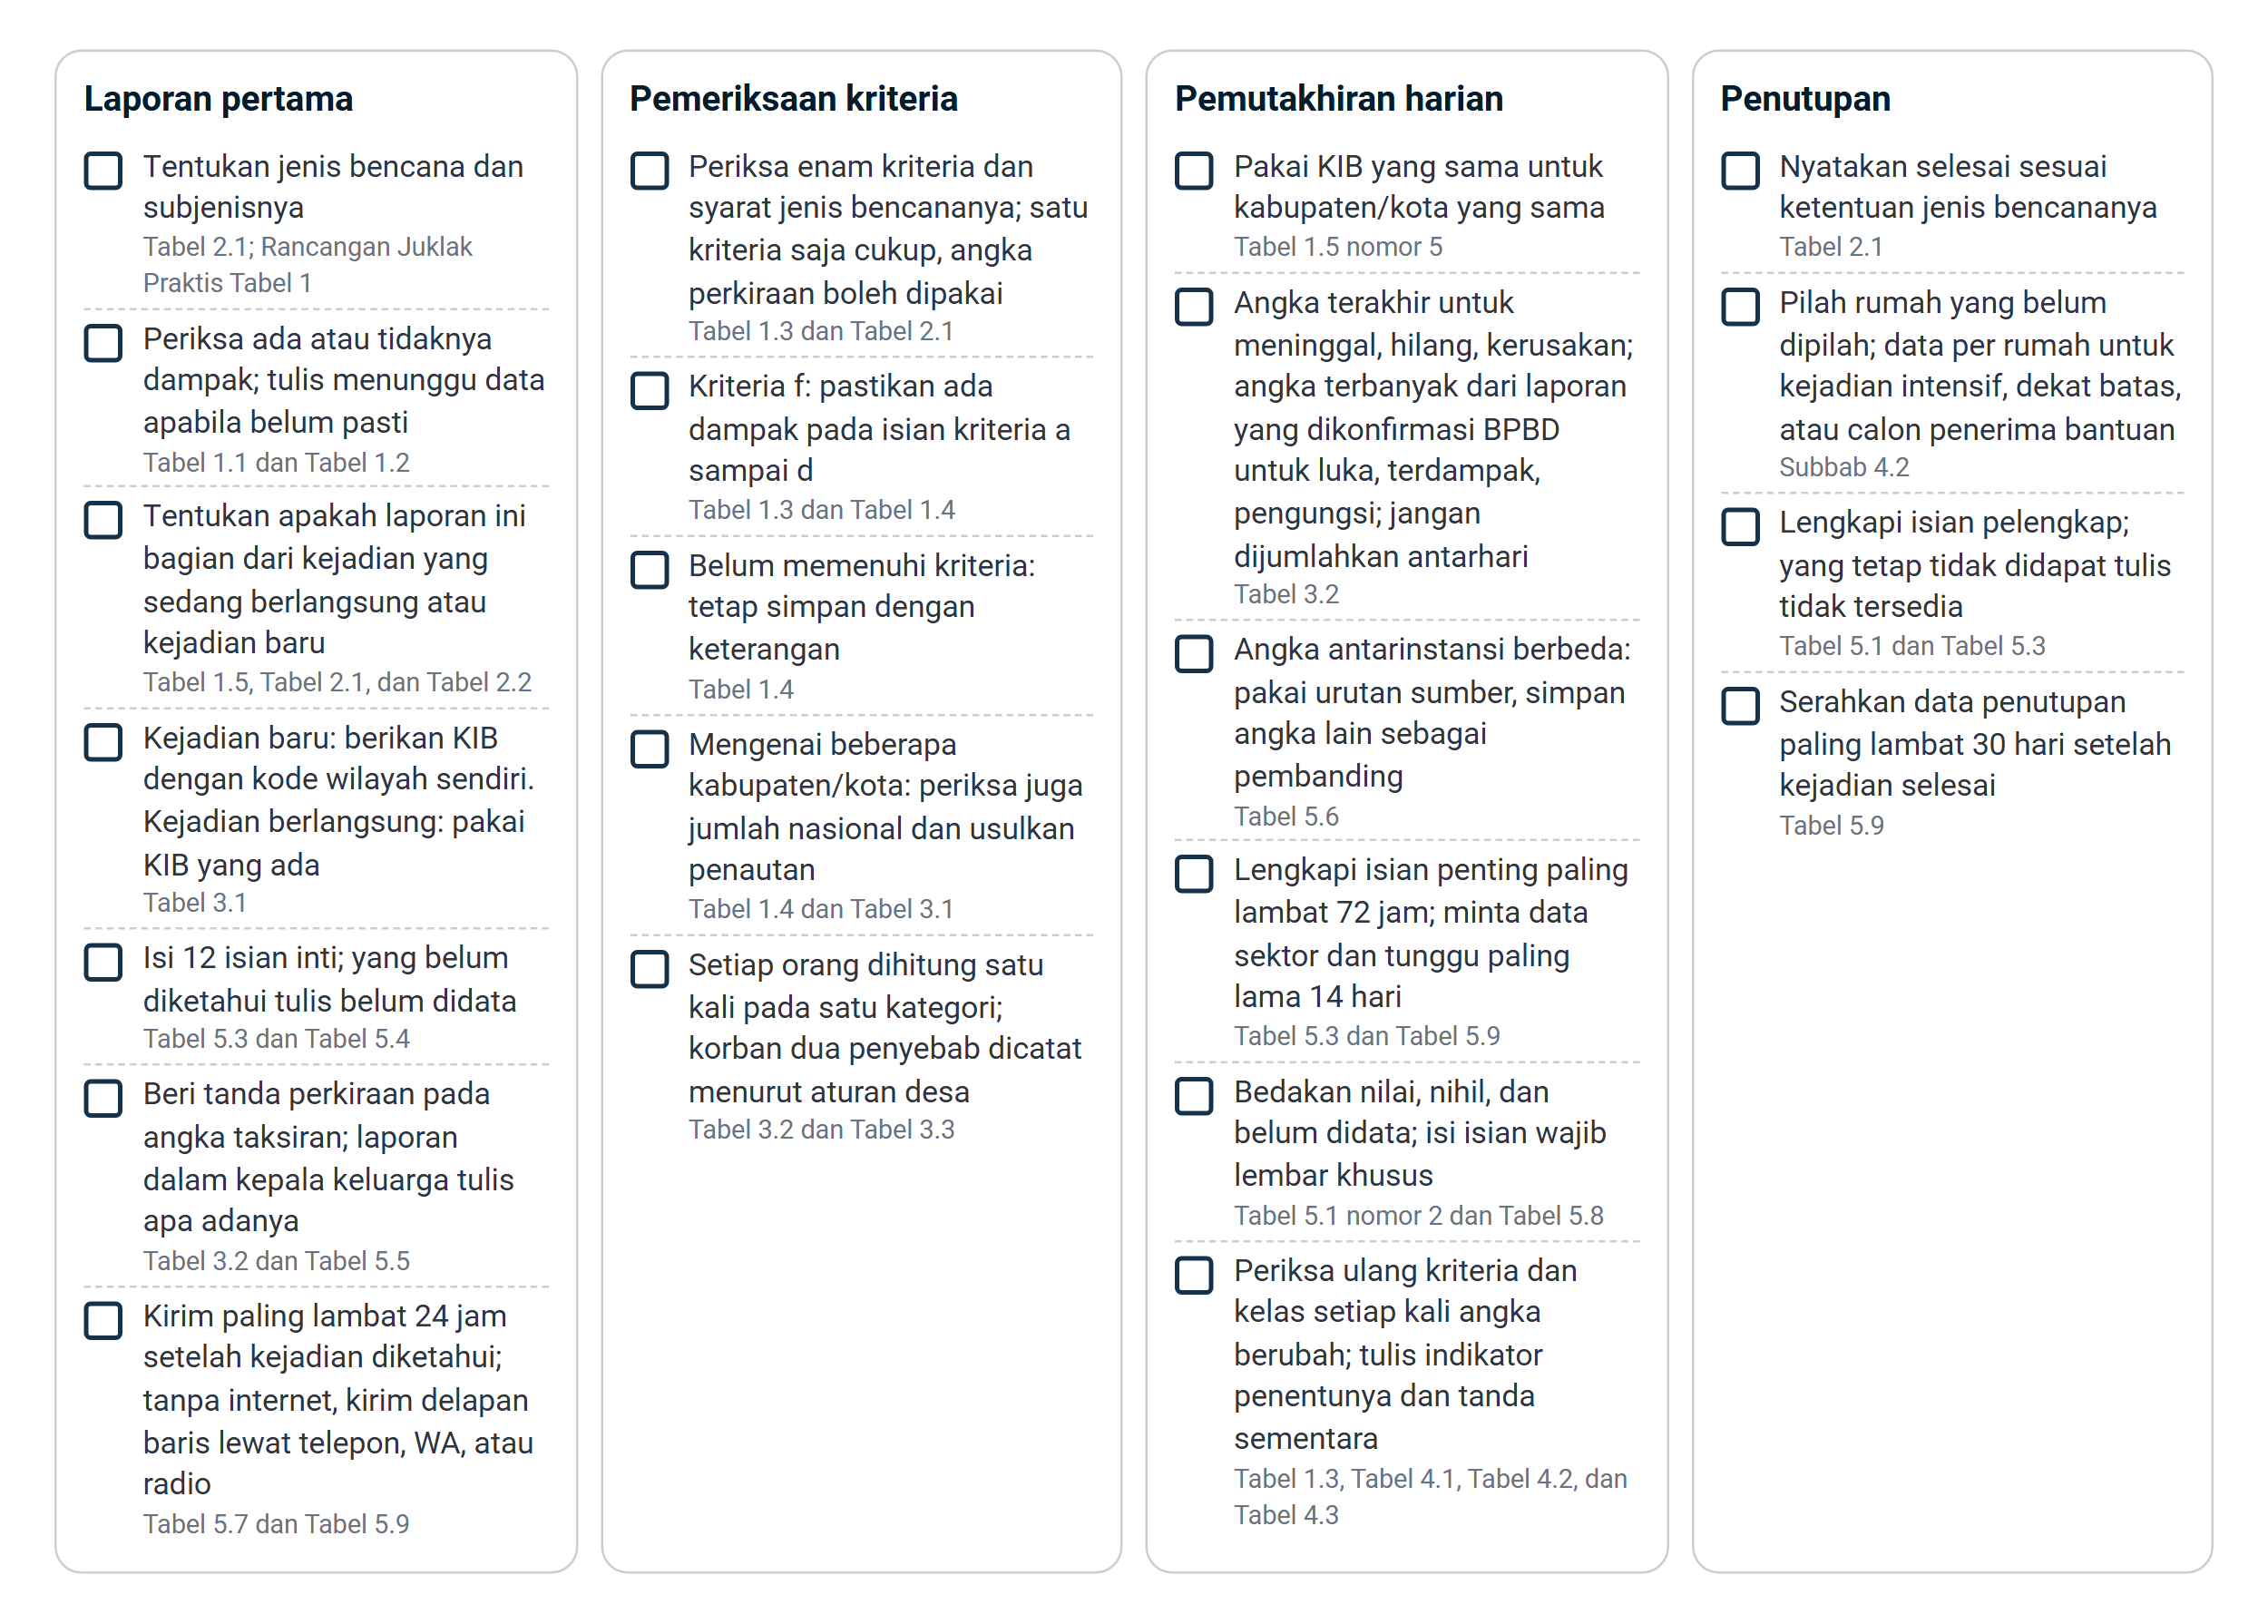 Laporan pertama
Tentukan jenis bencana dan
subjenisnya
Tabel 2.1; Rancangan Juklak
Praktis Tabel 1
Periksa ada atau tidaknya
dampak; tulis menunggu data
apabila belum pasti
Tabel 1.1 dan Tabel 1.2
Tentukan apakah laporan ini
bagian dari kejadian yang
sedang berlangsung atau
kejadian baru
Tabel 1.5, Tabel 2.1, dan Tabel 2.2
Kejadian baru: berikan KIB
dengan kode wilayah sendiri.
Kejadian berlangsung: pakai
KIB yang ada
Tabel 3.1
Isi 12 isian inti; yang belum
diketahui tulis belum didata
Tabel 5.3 dan Tabel 5.4
Beri tanda perkiraan pada
angka taksiran; laporan
dalam kepala keluarga tulis
apa adanya
Tabel 3.2 dan Tabel 5.5
Kirim paling lambat 24 jam
setelah kejadian diketahui;
tanpa internet, kirim delapan
baris lewat telepon, WA, atau
radio
Tabel 5.7 dan Tabel 5.9
Pemeriksaan kriteria
Periksa enam kriteria dan
syarat jenis bencananya; satu
kriteria saja cukup, angka
perkiraan boleh dipakai
Tabel 1.3 dan Tabel 2.1
Kriteria f: pastikan ada
dampak pada isian kriteria a
sampai d
Tabel 1.3 dan Tabel 1.4
Belum memenuhi kriteria:
tetap simpan dengan
keterangan
Tabel 1.4
Mengenai beberapa
kabupaten/kota: periksa juga
jumlah nasional dan usulkan
penautan
Tabel 1.4 dan Tabel 3.1
Setiap orang dihitung satu
kali pada satu kategori;
korban dua penyebab dicatat
menurut aturan desa
Tabel 3.2 dan Tabel 3.3
Pemutakhiran harian
Pakai KIB yang sama untuk
kabupaten/kota yang sama
Tabel 1.5 nomor 5
Angka terakhir untuk
meninggal, hilang, kerusakan;
angka terbanyak dari laporan
yang dikonfirmasi BPBD
untuk luka, terdampak,
pengungsi; jangan
dijumlahkan antarhari
Tabel 3.2
Angka antarinstansi berbeda:
pakai urutan sumber, simpan
angka lain sebagai
pembanding
Tabel 5.6
Lengkapi isian penting paling
lambat 72 jam; minta data
sektor dan tunggu paling
lama 14 hari
Tabel 5.3 dan Tabel 5.9
Bedakan nilai, nihil, dan
belum didata; isi isian wajib
lembar khusus
Tabel 5.1 nomor 2 dan Tabel 5.8
Periksa ulang kriteria dan
kelas setiap kali angka
berubah; tulis indikator
penentunya dan tanda
sementara
Tabel 1.3, Tabel 4.1, Tabel 4.2, dan
Tabel 4.3
Penutupan
Nyatakan selesai sesuai
ketentuan jenis bencananya
Tabel 2.1
Pilah rumah yang belum
dipilah; data per rumah untuk
kejadian intensif, dekat batas,
atau calon penerima bantuan
Subbab 4.2
Lengkapi isian pelengkap;
yang tetap tidak didapat tulis
tidak tersedia
Tabel 5.1 dan Tabel 5.3
Serahkan data penutupan
paling lambat 30 hari setelah
kejadian selesai
Tabel 5.9